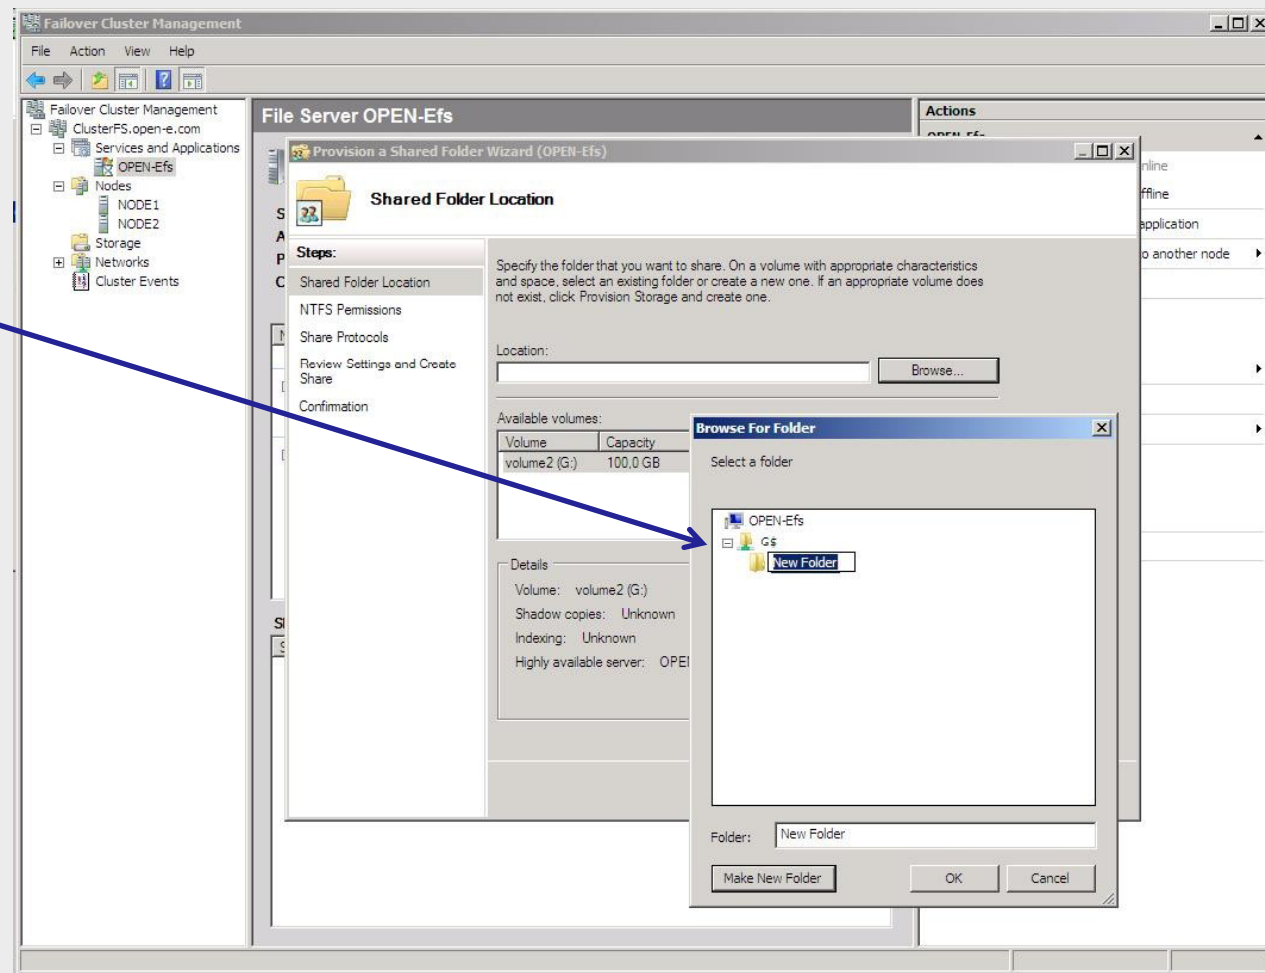 Failover Cluster Management
File Action View Help
Failover Cluster Management
ClusterFS.open-e.com
Services and Applications
OPEN-Efs
Nodes
NODE1
NODE2
Storage
Networks
Cluster Events
File Server OPEN-Efs
Actions
Provision a Shared Folder Wizard (OPEN-Efs)
Shared Folder Location
Steps:
Shared Folder Location
NTFS Permissions
Share Protocols
Review Settings and Create
Share
Confirmation
Specify the folder that you want to share. On a volume with appropriate characteristics
and space, select an existing folder or create a new one. If an appropriate volume does
not exist, click Provision Storage and create one.
Location:
Browse...
Available volumes:
Volume Capacity
volume2 (G:) 100,0 GB
Details
Volume: volume2 (G:)
Shadow copies: Unknown
Indexing: Unknown
Highly available server:
Browse For Folder
Select a folder
OPEN-Efs
G$
New Folder
Folder: New Folder
Make New Folder OK Cancel
application
to another node